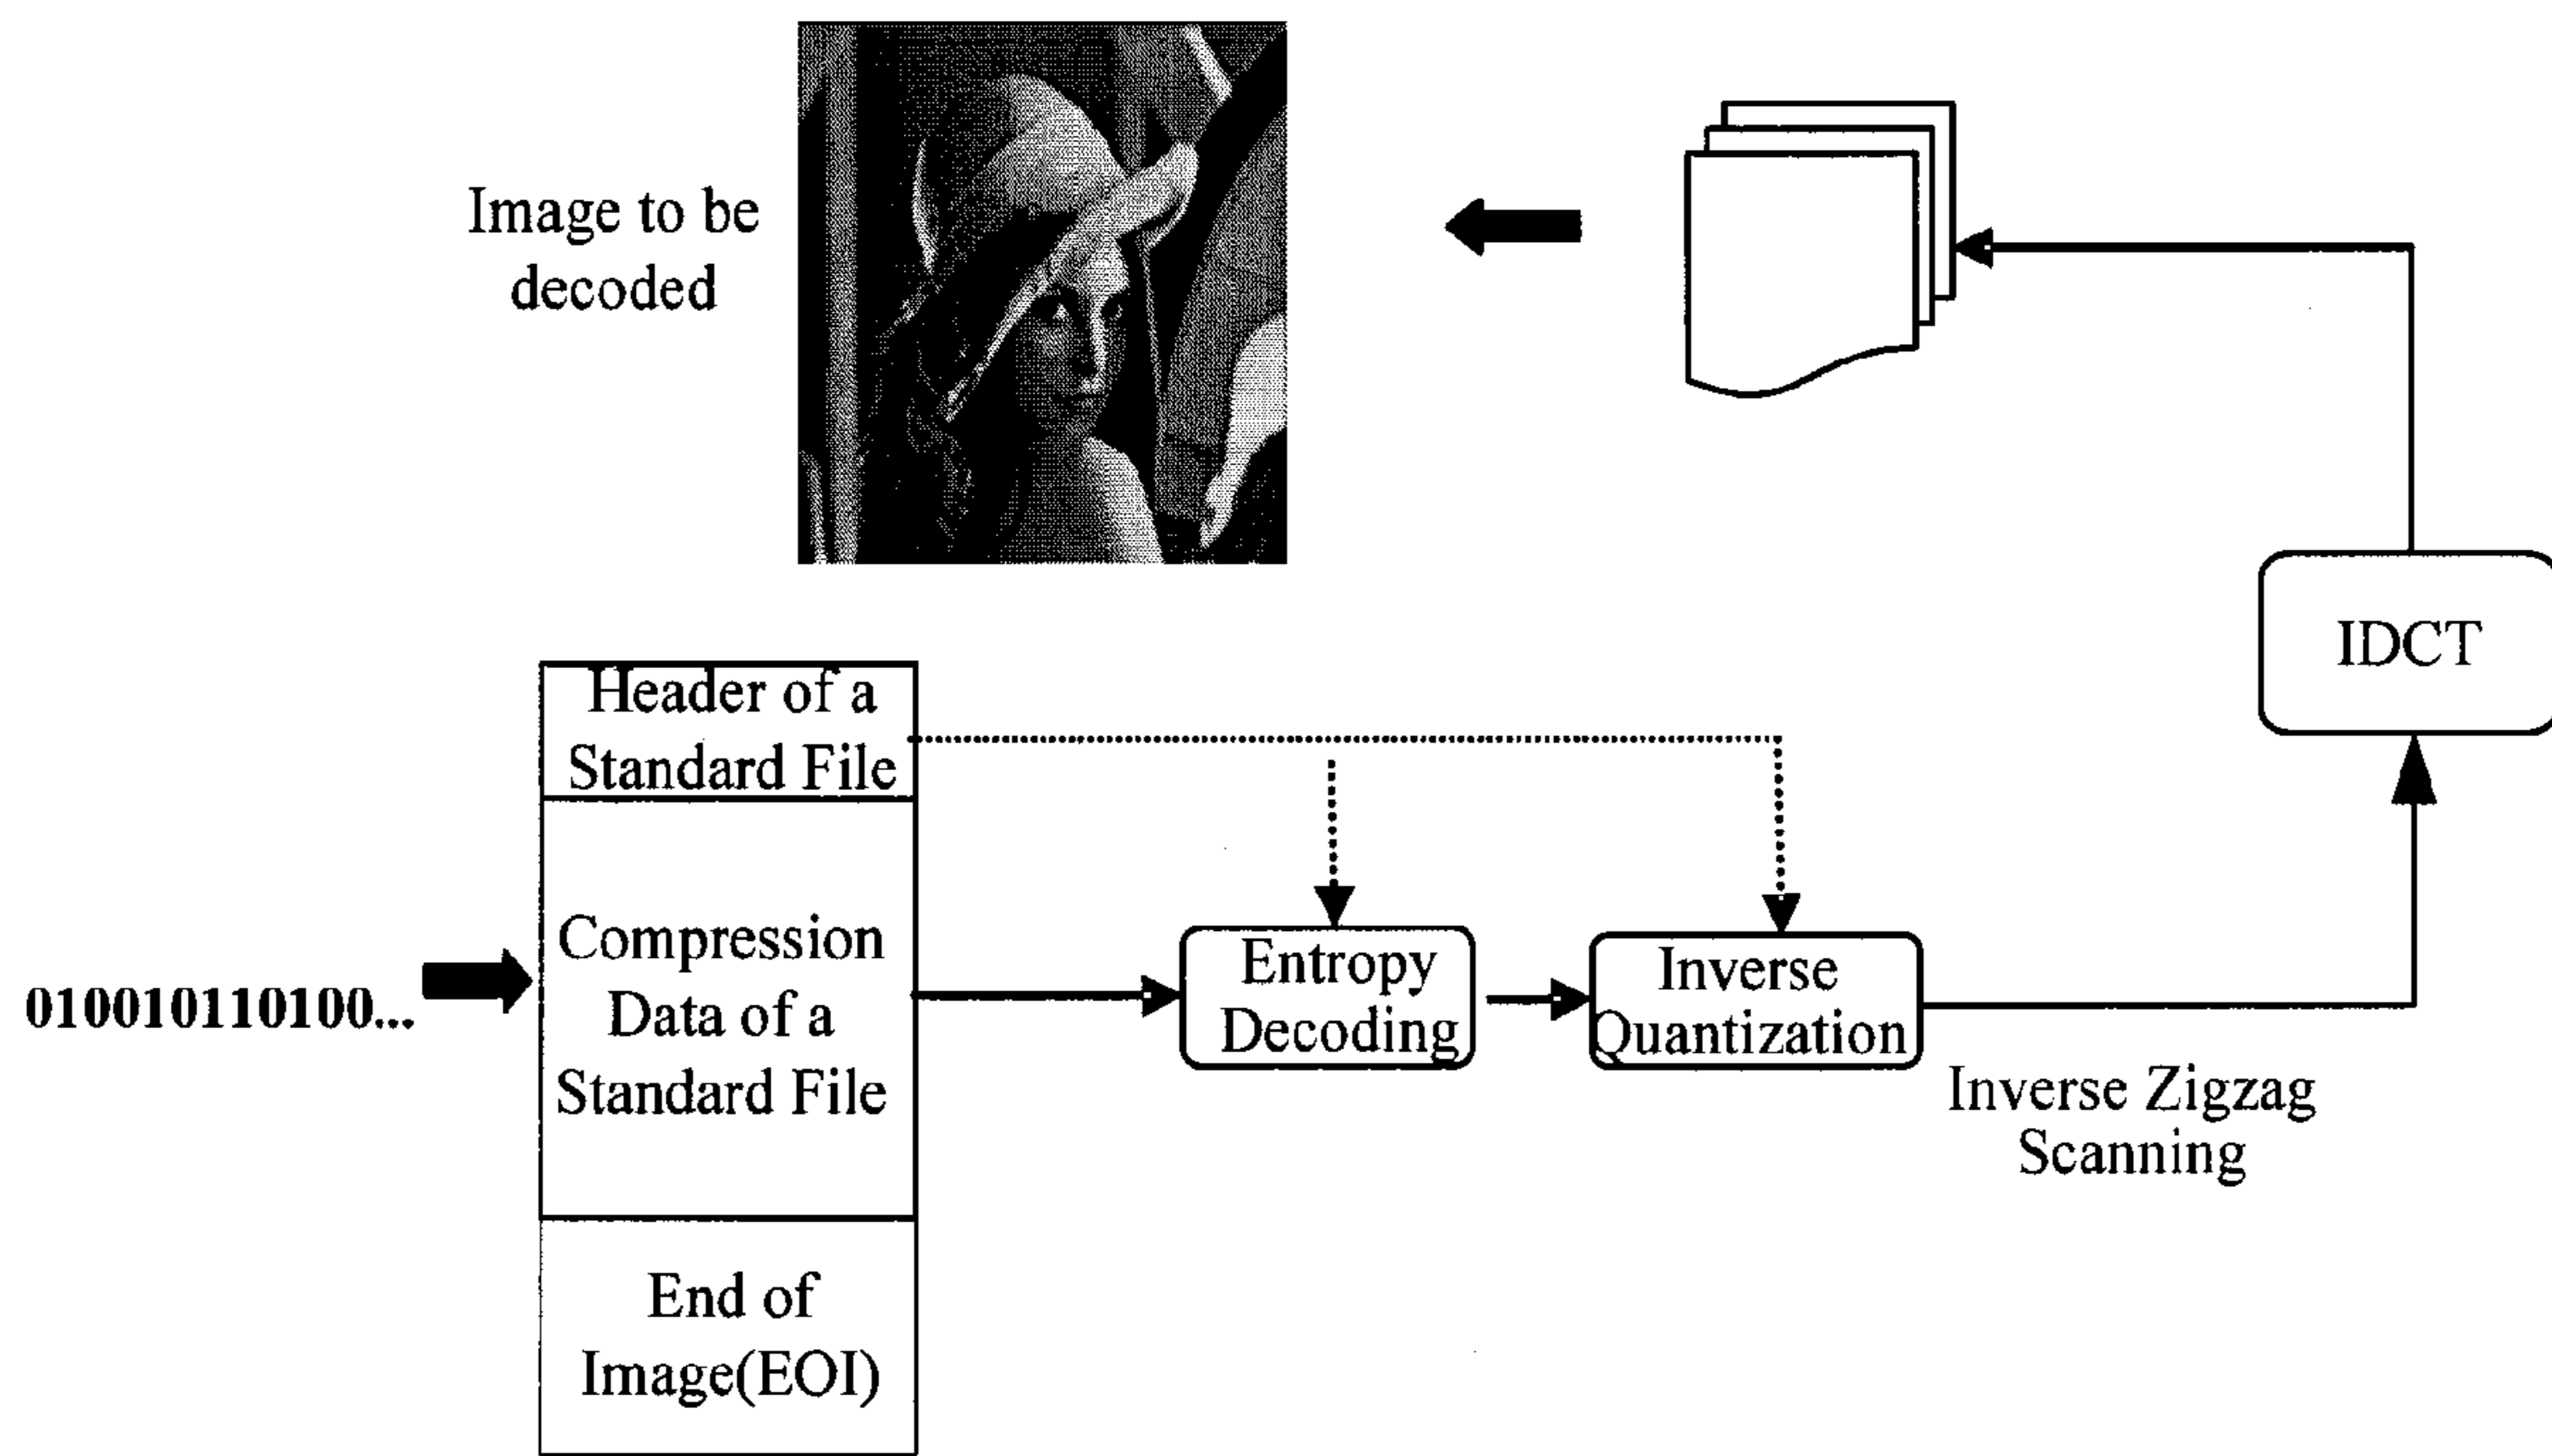 Image to be
decoded
IDCT
Header of a
Standard File
Compression
Data of a
Standard File
010010110100...
Entropy
Decoding
Inverse
Quantization
Inverse Zigzag
Scanning
End of
Image(EOI)